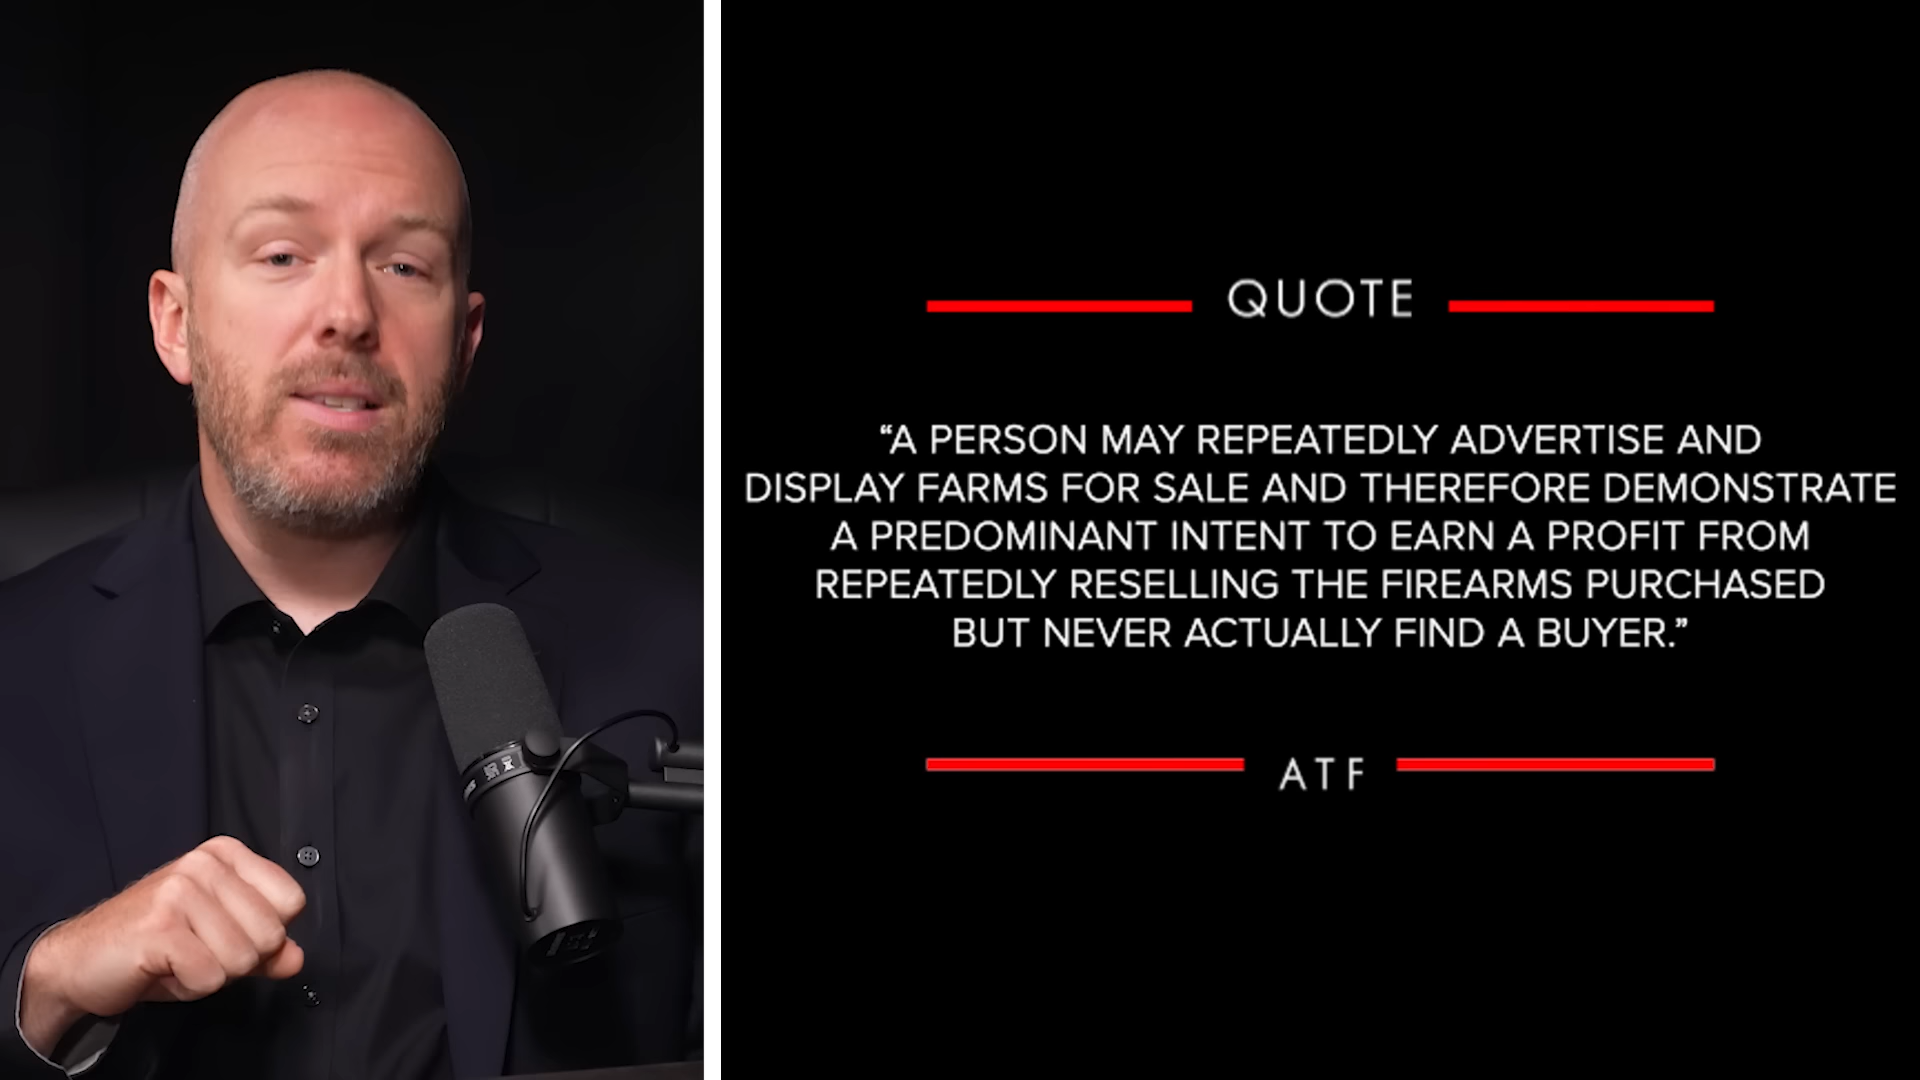 QUOTE
“A PERSON MAY REPEATEDLY ADVERTISE AND
DISPLAY FARMS FOR SALE AND THEREFORE DEMONSTRATE
A PREDOMINANT INTENT TO EARN A PROFIT FROM
REPEATEDLY RESELLING THE FIREARMS PURCHASED
BUT NEVER ACTUALLY FIND A BUYER.”
ATF